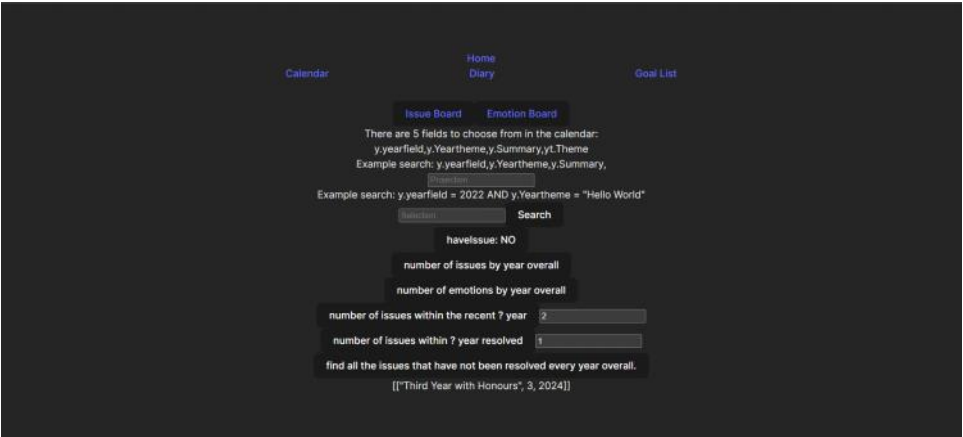 Home
Calendar Diary Goal List
Issue Board Emotion Board
There are 5 fields to choose from in the calendar:
y.yearfield,y.Yeartheme,y.Summary,yt.Theme
Example search: y.yearfield,y.Yeartheme,y.Summary,
Projection
Example search: y.yearfield = 2022 AND y.Yeartheme = "Hello World"
Selection Search
haveIssue: NO
number of issues by year overall
number of emotions by year overall
number of issues within the recent ? year 2
number of issues within ? year resolved 1
find all the issues that have not been resolved every year overall.
[["Third Year with Honours", 3, 2024]]